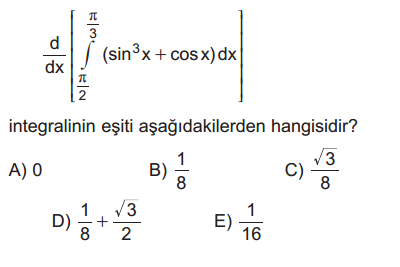 d/dx [ ∫_{π/2}^{π/3} (sin³x + cos x) dx ]
integralinin eşiti aşağıdakilerden hangisidir?
A) 0 B) 1/8 C) √3/8
D) 1/8 + √3/2 E) 1/16